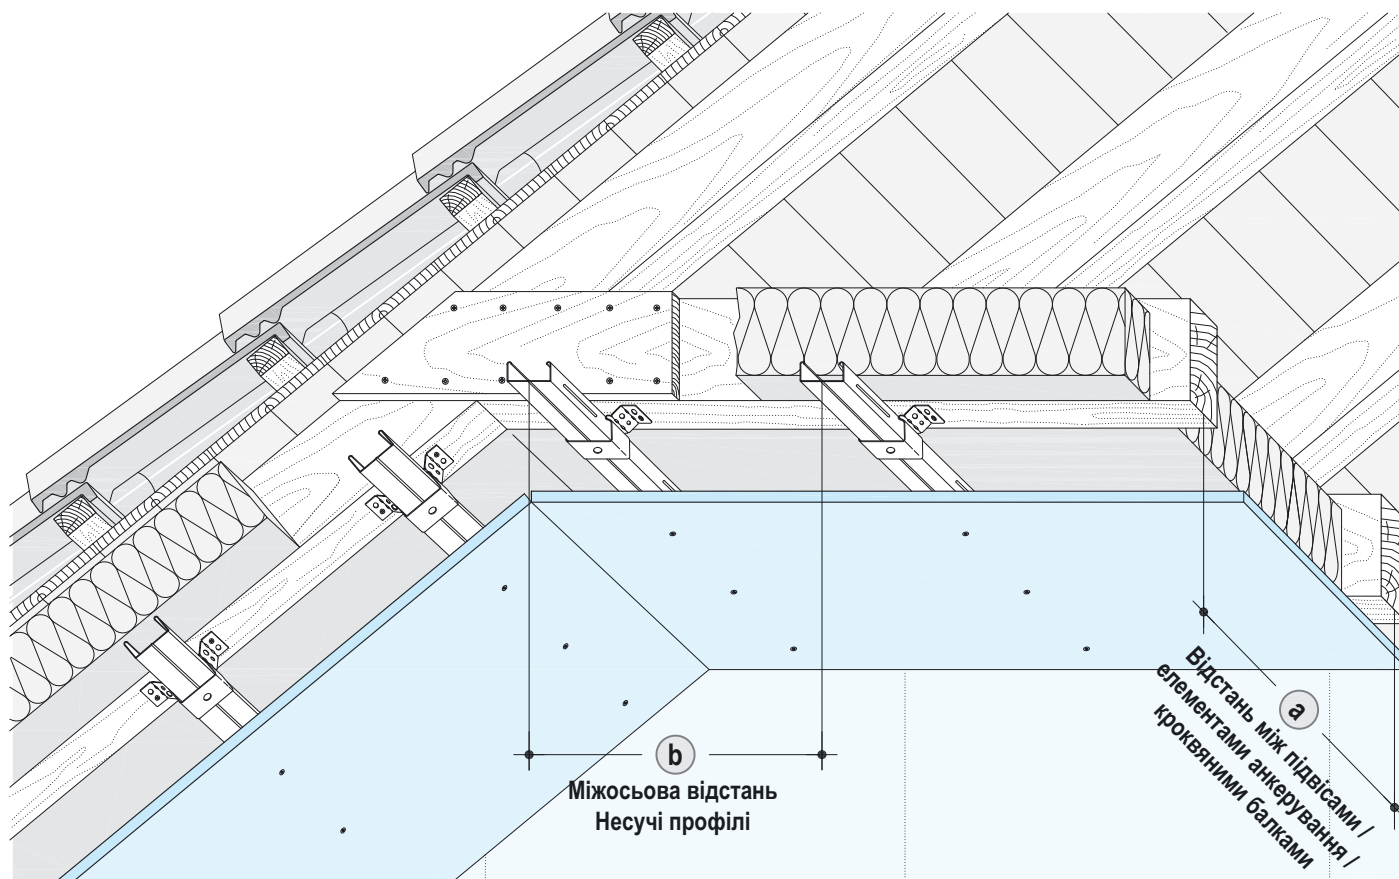 b
Міжосьова відстань
Несучі профілі
a
Відстань між підвісами /
елементами анкерування /
кроквяними балками